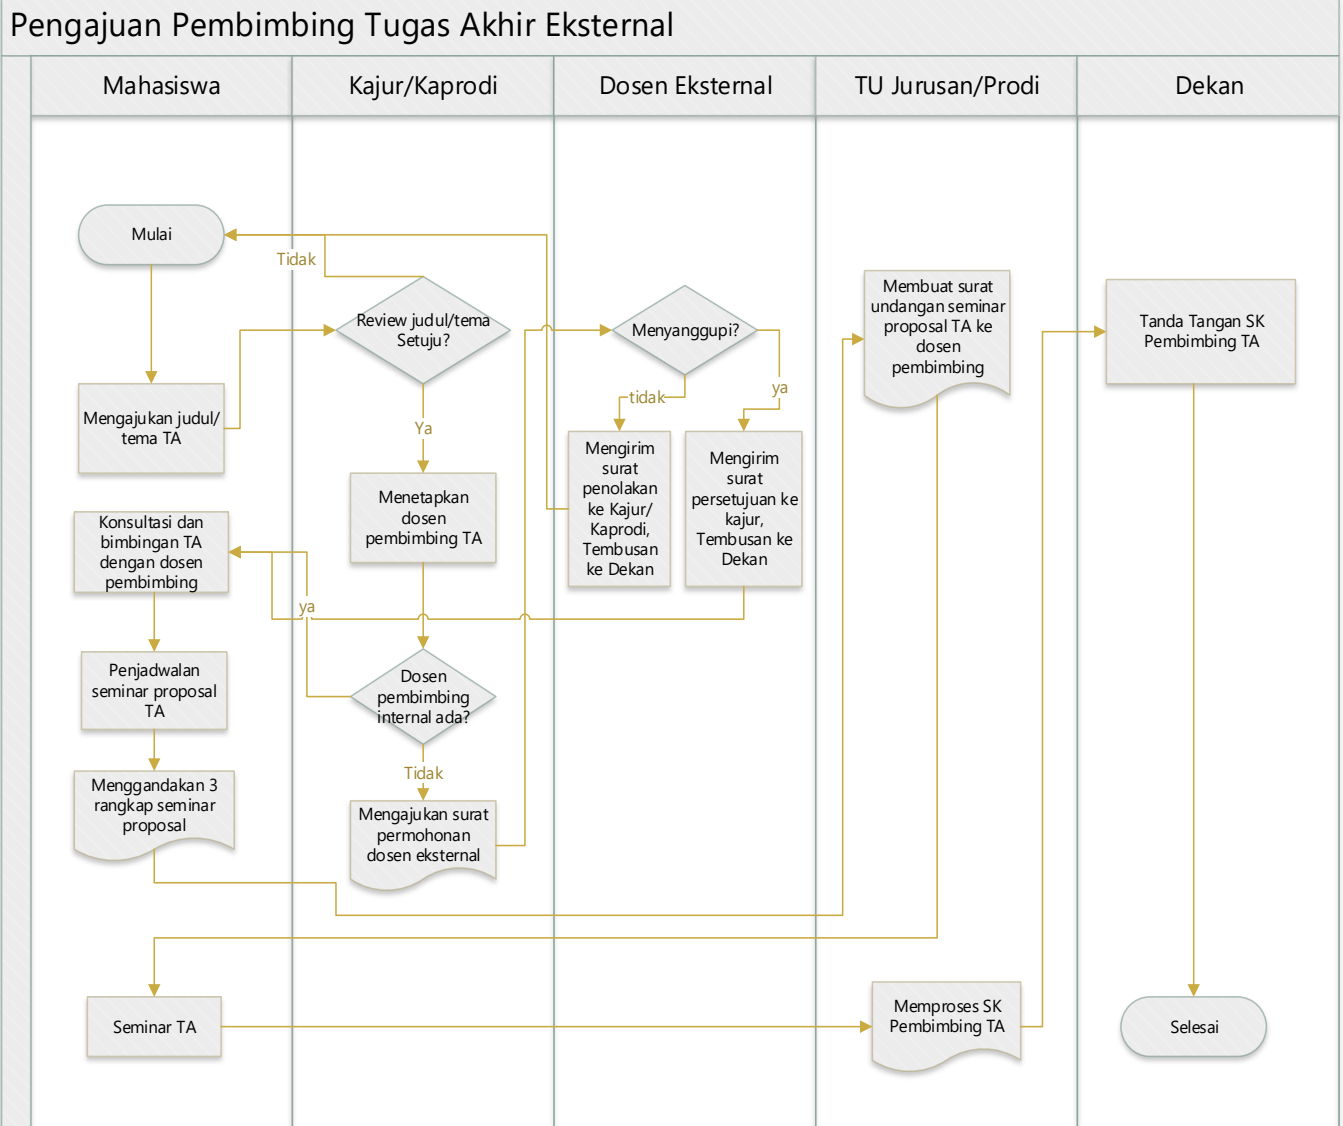 Pengajuan Pembimbing Tugas Akhir Eksternal
Mahasiswa
Kajur/Kaprodi
Dosen Eksternal
TU Jurusan/Prodi
Dekan
Mulai
Tidak
Review judul/tema
Setuju?
Menyanggupi?
Membuat surat
undangan seminar
proposal TA ke
dosen
pembimbing
Tanda Tangan SK
Pembimbing TA
Mengajukan judul/
tema TA
Ya
tidak
ya
Mengirim
surat
penolakan
ke Kajur/
Kaprodi,
Tembusan
ke Dekan
Mengirim
surat
persetujuan ke
kajur,
Tembusan ke
Dekan
Menetapkan
dosen
pembimbing TA
Konsultasi dan
bimbingan TA
dengan dosen
pembimbing
ya
Penjadwalan
seminar proposal
TA
Dosen
pembimbing
internal ada?
Tidak
Menggandakan 3
rangkap seminar
proposal
Mengajukan surat
permohonan
dosen eksternal
Seminar TA
Memproses SK
Pembimbing TA
Selesai